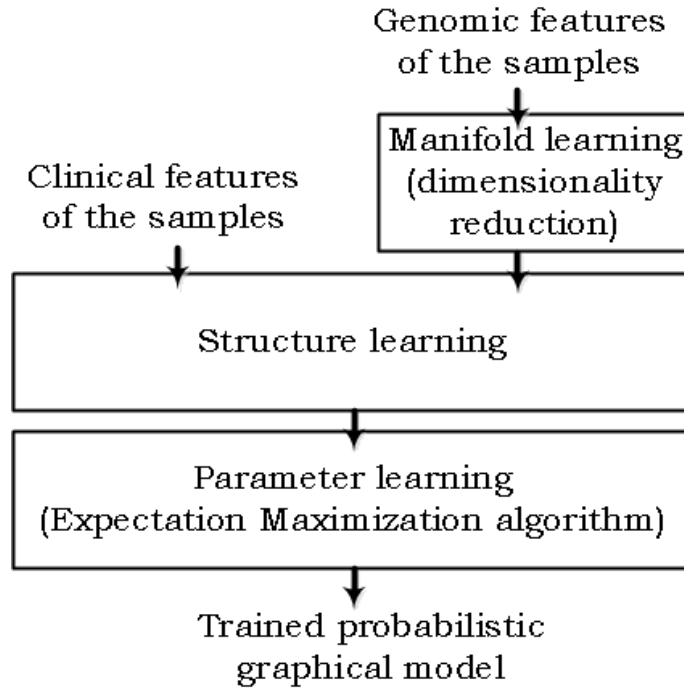 Genomic features
of the samples
Manifold learning
(dimensionality
reduction)
Clinical features
of the samples
Structure learning
Parameter learning
(Expectation Maximization algorithm)
Trained probabilistic
graphical model